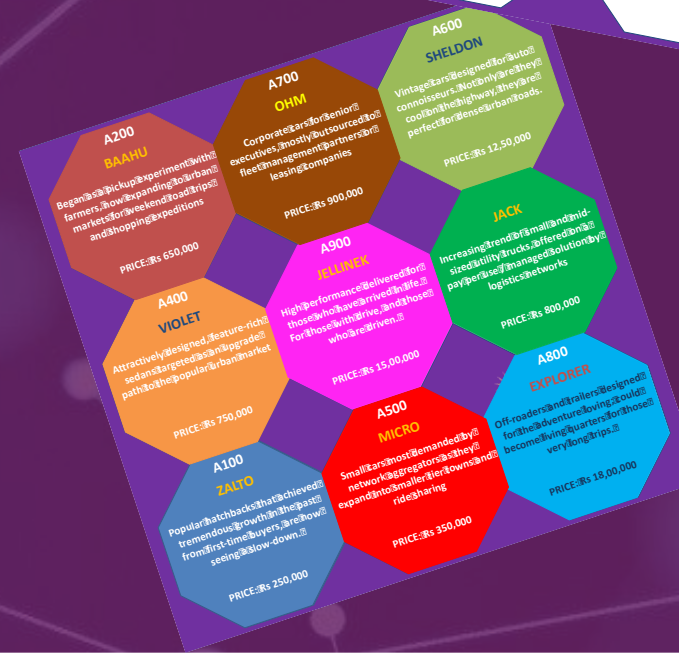 A200
BAAHU
Began as a pickup experiment with
farmers, now expanding to urban
markets for weekend road trips
and shopping expeditions
PRICE: Rs 650,000
A700
OHM
Corporate cars for senior
executives, mostly outsourced to
fleet management partners or
leasing companies
PRICE: Rs 900,000
A600
SHELDON
Vintage cars designed for auto
connoisseurs. Not only are they
cool on the highway, they are
perfect for dense urban roads.
PRICE: Rs 12,50,000
A400
VIOLET
Attractively designed, feature-rich
sedans targeted as an upgrade
path to the popular urban market
PRICE: Rs 750,000
A900
JELLINEK
High performance delivered for
those who have arrived in life.
For those with drive, and those
who are driven.
PRICE: Rs 15,00,000
JACK
Increasing trend of small and mid-
sized utility trucks, offered on a
pay per use / managed solution by
logistics networks
PRICE: Rs 800,000
A100
ZALTO
Popular hatchbacks that achieved
tremendous growth in the past
from first-time buyers, are now
seeing a slow-down.
PRICE: Rs 250,000
A500
MICRO
Small cars most demanded by
network aggregators as they
expand into smaller tier towns and
ride sharing
PRICE: Rs 350,000
A800
EXPLORER
Off-roaders and trailers designed
for the adventure loving, could
become living quarters for those
very long trips.
PRICE: Rs 18,00,000